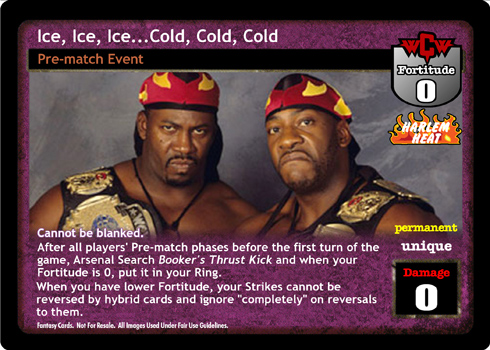 Ice, Ice, Ice...Cold, Cold, Cold
WCW
Pre-match Event
Fortitude
0
HARLEM
HEAT
Cannot be blanked.
After all players' Pre-match phases before the first turn of the
game, Arsenal Search Booker's Thrust Kick and when your
Fortitude is 0, put it in your Ring.
When you have lower Fortitude, your Strikes cannot be
reversed by hybrid cards and ignore "completely" on reversals
to them.
permanent
unique
Damage
0
Fantasy Cards. Not For Resale. All Images Used Under Fair Use Guidelines.